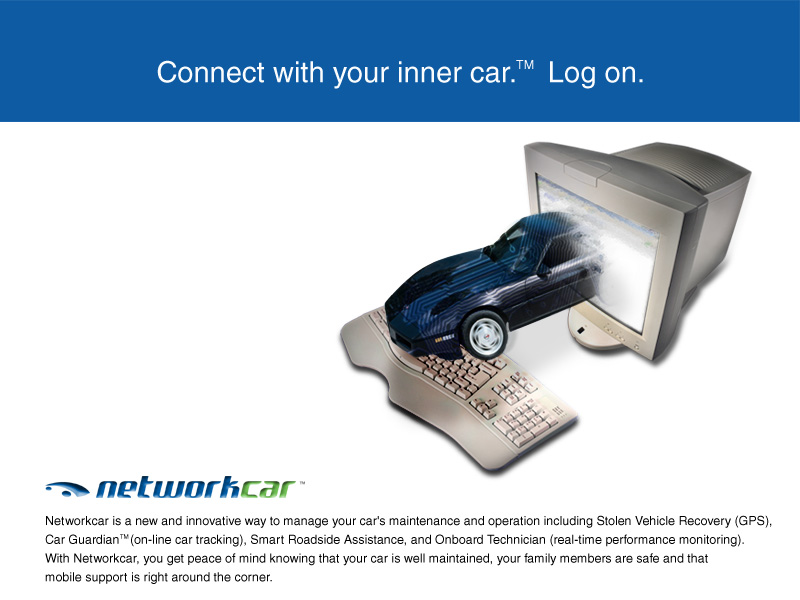 Connect with your inner car.™ Log on.
networkcar™
Networkcar is a new and innovative way to manage your car's maintenance and operation including Stolen Vehicle Recovery (GPS),
Car Guardian™(on-line car tracking), Smart Roadside Assistance, and Onboard Technician (real-time performance monitoring).
With Networkcar, you get peace of mind knowing that your car is well maintained, your family members are safe and that
mobile support is right around the corner.